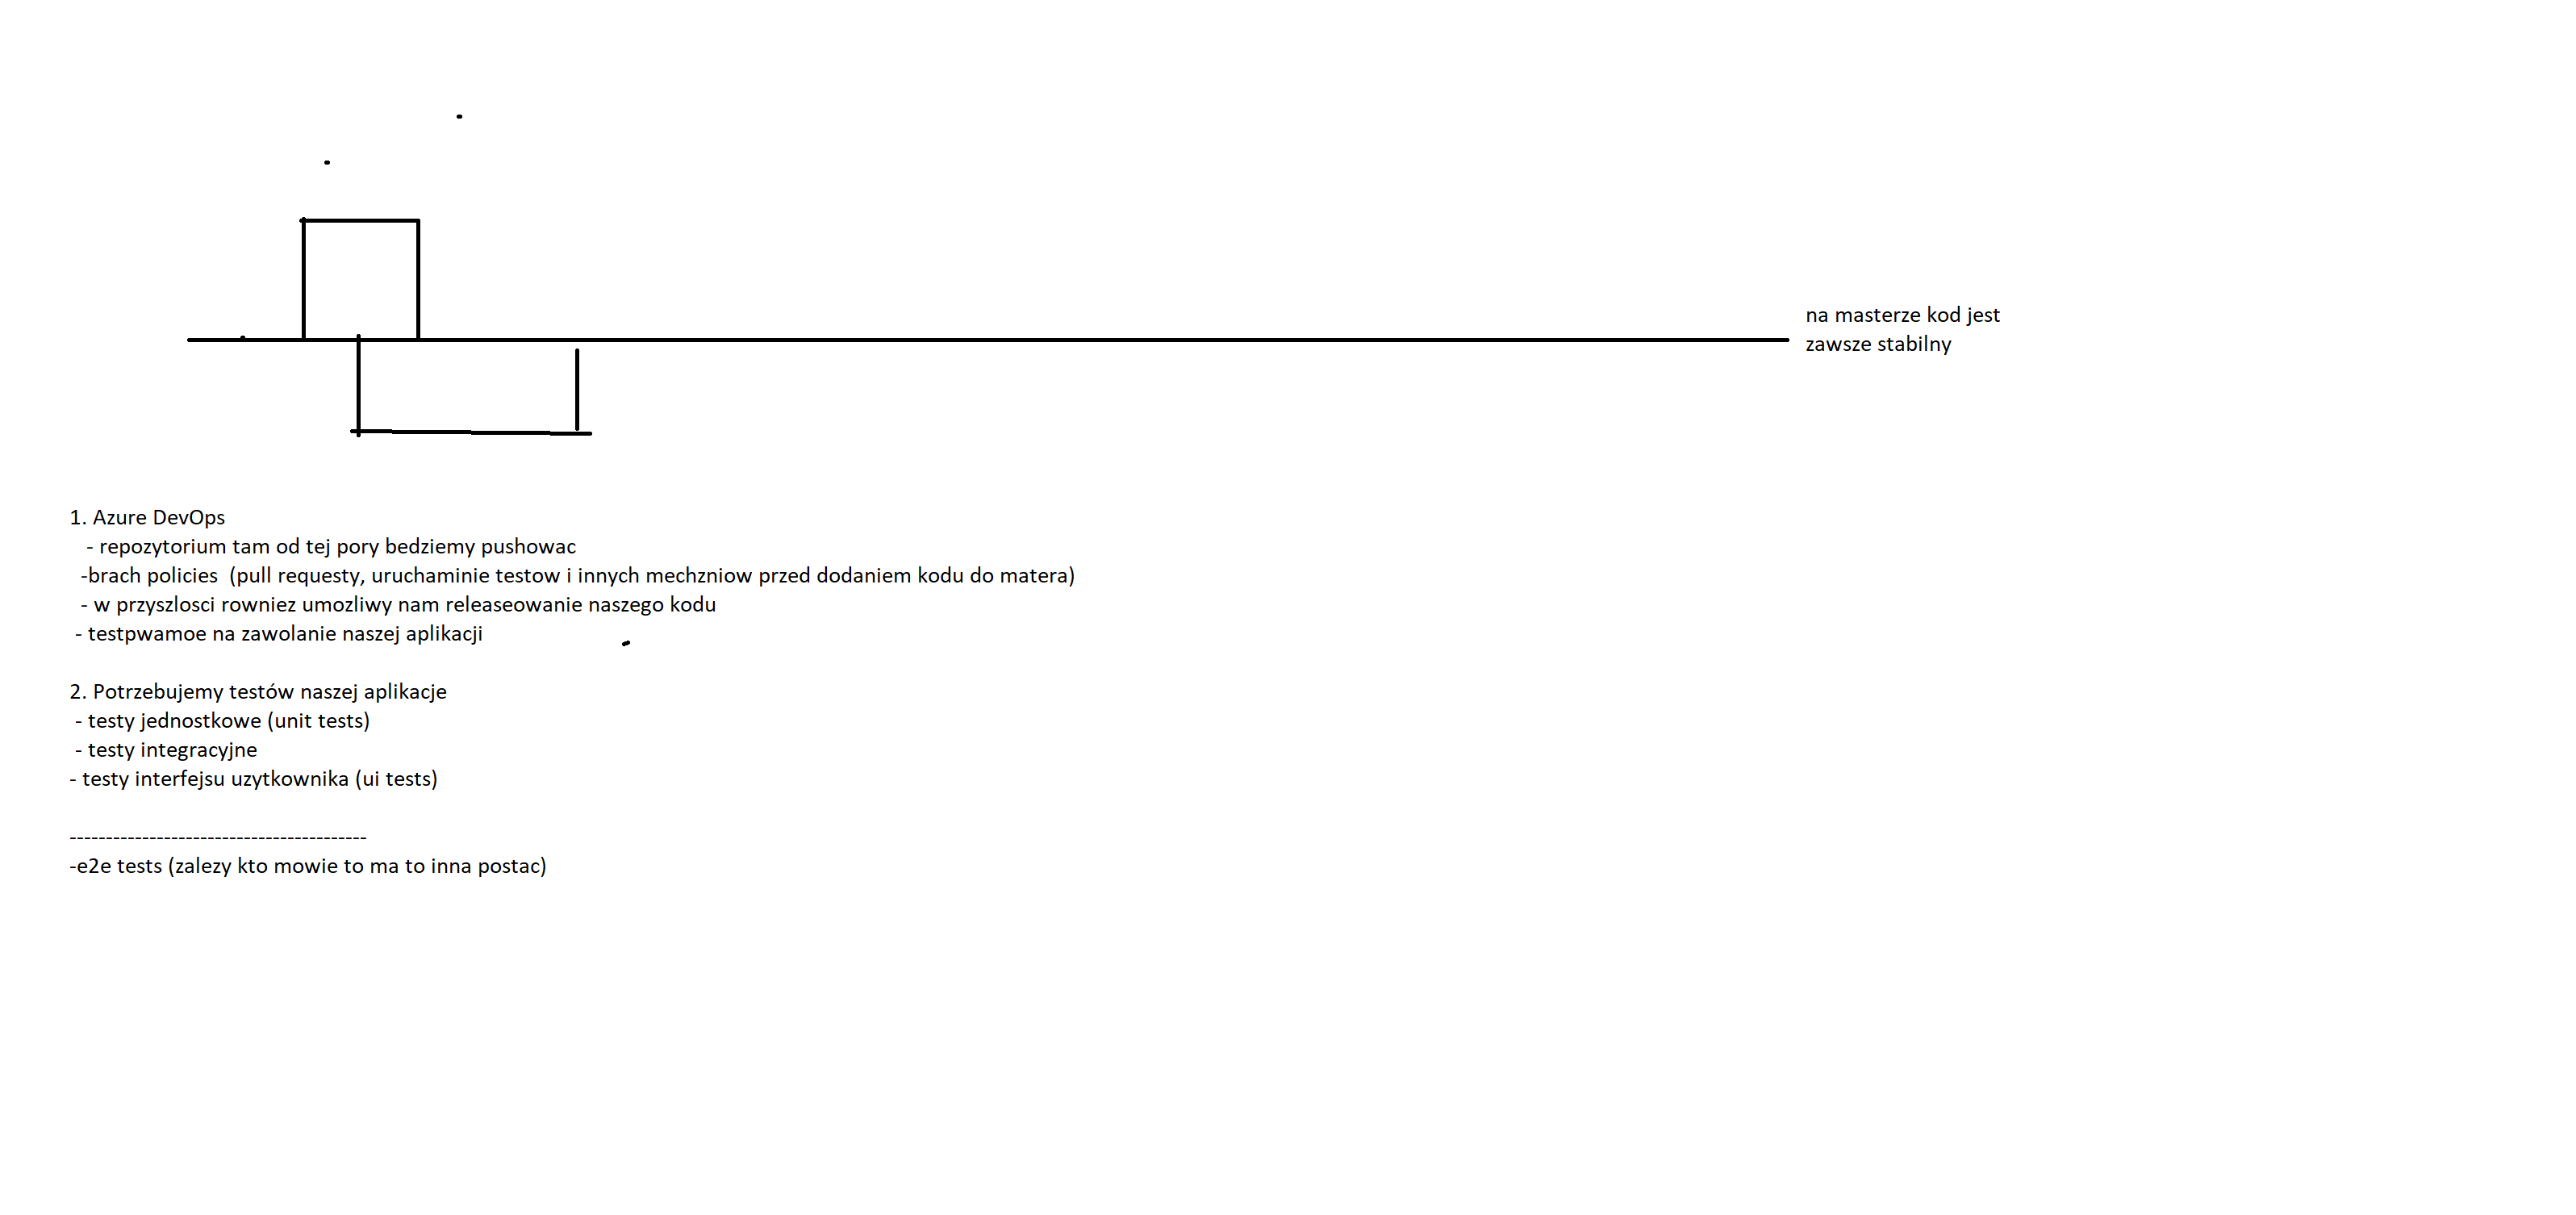 na masterze kod jest
zawsze stabilny
1. Azure DevOps
- repozytorium tam od tej pory bedziemy pushowac
-brach policies (pull requesty, uruchaminie testow i innych mechzniow przed dodaniem kodu do matera)
- w przyszlosci rowniez umozliwy nam releaseowanie naszego kodu
- testpwamoe na zawolanie naszej aplikacji
2. Potrzebujemy testów naszej aplikacje
- testy jednostkowe (unit tests)
- testy integracyjne
- testy interfejsu uzytkownika (ui tests)
-----------------------------------------
-e2e tests (zalezy kto mowie to ma to inna postac)